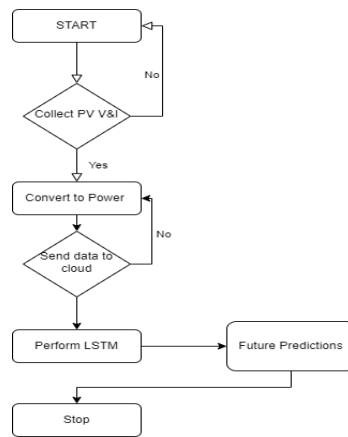 START
No
Collect PV V&I
Yes
Convert to Power
No
Send data to
cloud
Perform LSTM
Future Predictions
Stop